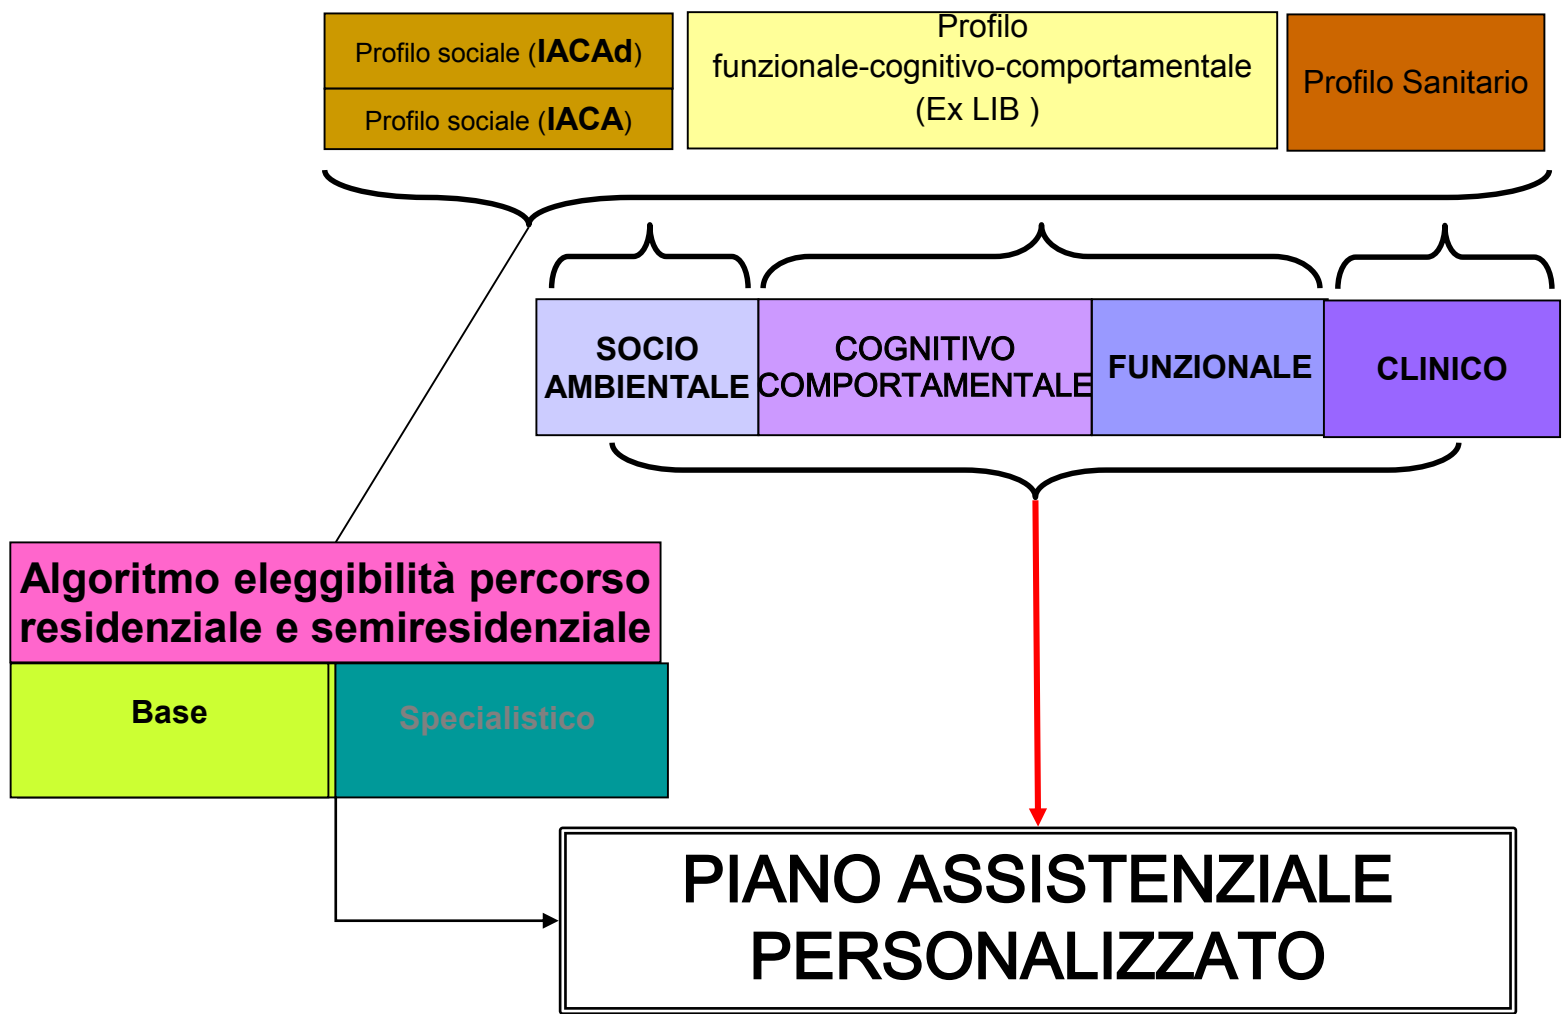 Profilo sociale (IACAd)
Profilo sociale (IACA)
Profilo
funzionale-cognitivo-comportamentale
(Ex LIB )
Profilo Sanitario
SOCIO
AMBIENTALE
COGNITIVO
COMPORTAMENTALE
FUNZIONALE
CLINICO
Algoritmo eleggibilità percorso
residenziale e semiresidenziale
Base
Specialistico
PIANO ASSISTENZIALE
PERSONALIZZATO